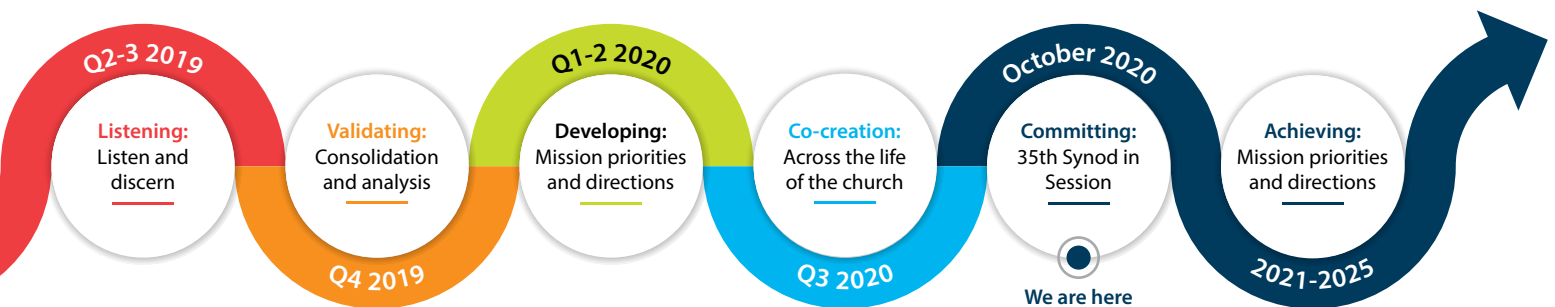 Q2-3 2019
Listening:
Listen and
discern
Validating:
Consolidation
and analysis
Q4 2019
Q1-2 2020
Developing:
Mission priorities
and directions
Co-creation:
Across the life
of the church
Q3 2020
October 2020
Committing:
35th Synod in
Session
We are here
Achieving:
Mission priorities
and directions
2021-2025